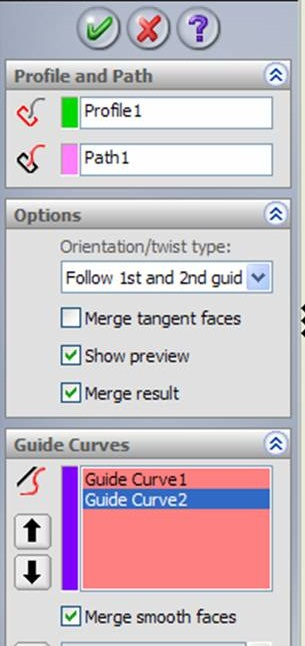 ?
Profile and Path
Profile1
Path1
Options
Orientation/twist type:
Follow 1st and 2nd guid
Merge tangent faces
Show preview
Merge result
Guide Curves
Guide Curve1
Guide Curve2
Merge smooth faces